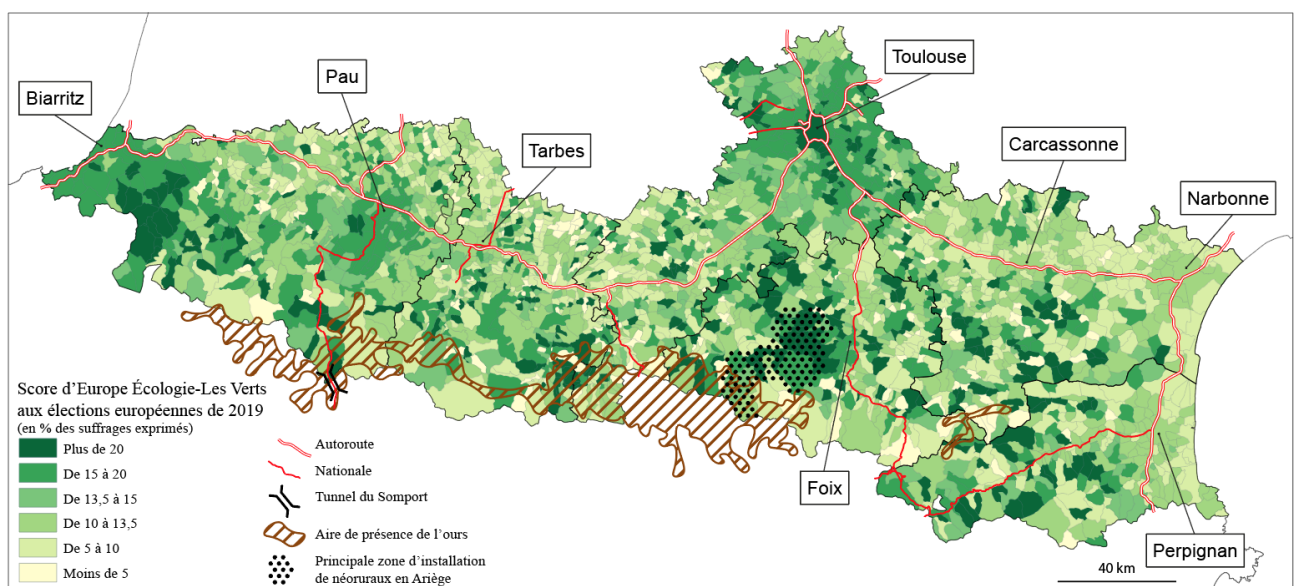 Toulouse
Pau
Biarritz
Carcassonne
Tarbes
Narbonne
Foix
Perpignan
40 km
Score d’Europe Écologie-Les Verts
aux élections européennes de 2019
(en % des suffrages exprimés)
Plus de 20
De 15 à 20
De 13,5 à 15
De 10 à 13,5
De 5 à 10
Moins de 5
Autoroute
Nationale
Tunnel du Somport
Aire de présence de l’ours
Principale zone d’installation
de néoruraux en Ariège